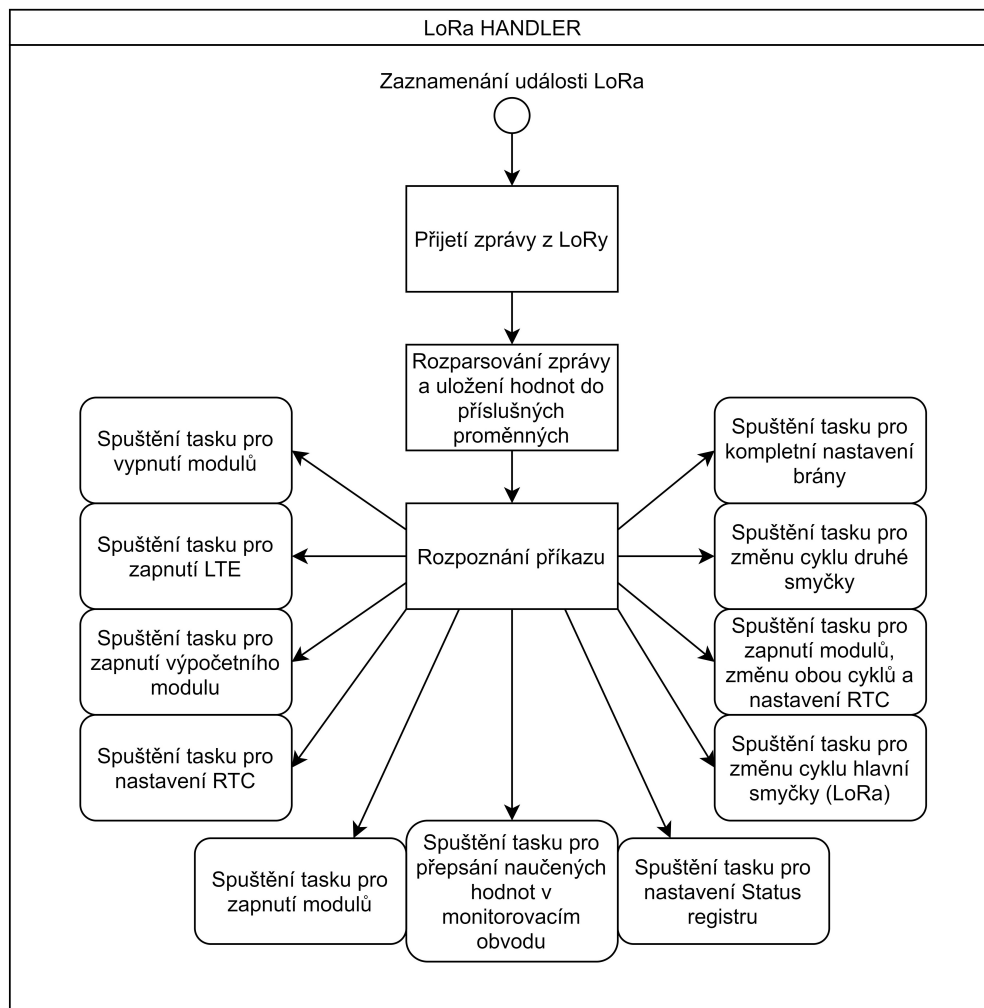 LoRa HANDLER
Zaznamenání události LoRa
Přijetí zprávy z LoRy
Rozparsování zprávy
a uložení hodnot do
příslušných
proměnných
Rozpoznání příkazu
Spuštění tasku pro
vypnutí modulů
Spuštění tasku pro
zapnutí LTE
Spuštění tasku pro
zapnutí výpočetního
modulu
Spuštění tasku pro
nastavení RTC
Spuštění tasku pro
zapnutí modulů
Spuštění tasku pro
přepsání naučených
hodnot v
monitorovacím
obvodu
Spuštění tasku pro
nastavení Status
registru
Spuštění tasku pro
kompletní nastavení
brány
Spuštění tasku pro
změnu cyklu druhé
smyčky
Spuštění tasku pro
zapnutí modulů,
změnu obou cyklů a
nastavení RTC
Spuštění tasku pro
změnu cyklu hlavní
smyčky (LoRa)